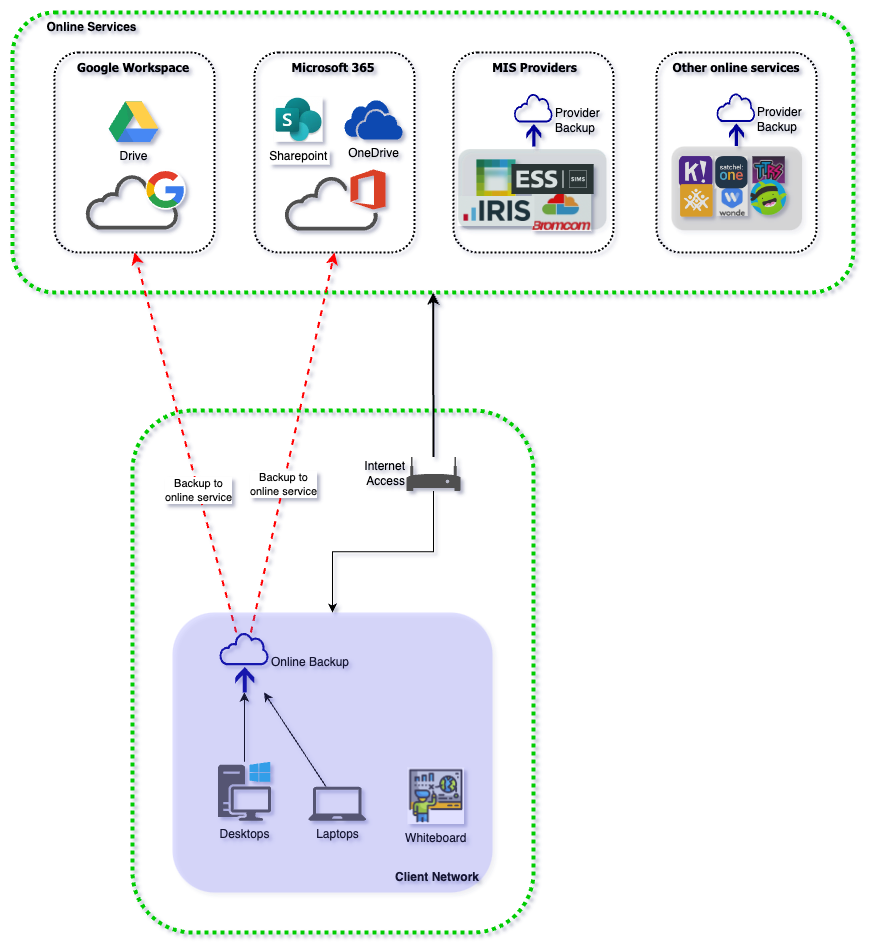 Online Services
Google Workspace
Microsoft 365
MIS Providers
Other online services
Drive
S
Sharepoint
OneDrive
Provider
Backup
Provider
Backup
G
ESS
SIMS
IRIS
Bromcom
K!
satchel:
one
TTRS
wonde
Internet
Access
Backup to
online service
Backup to
online service
Online Backup
Desktops
Laptops
Whiteboard
Client Network